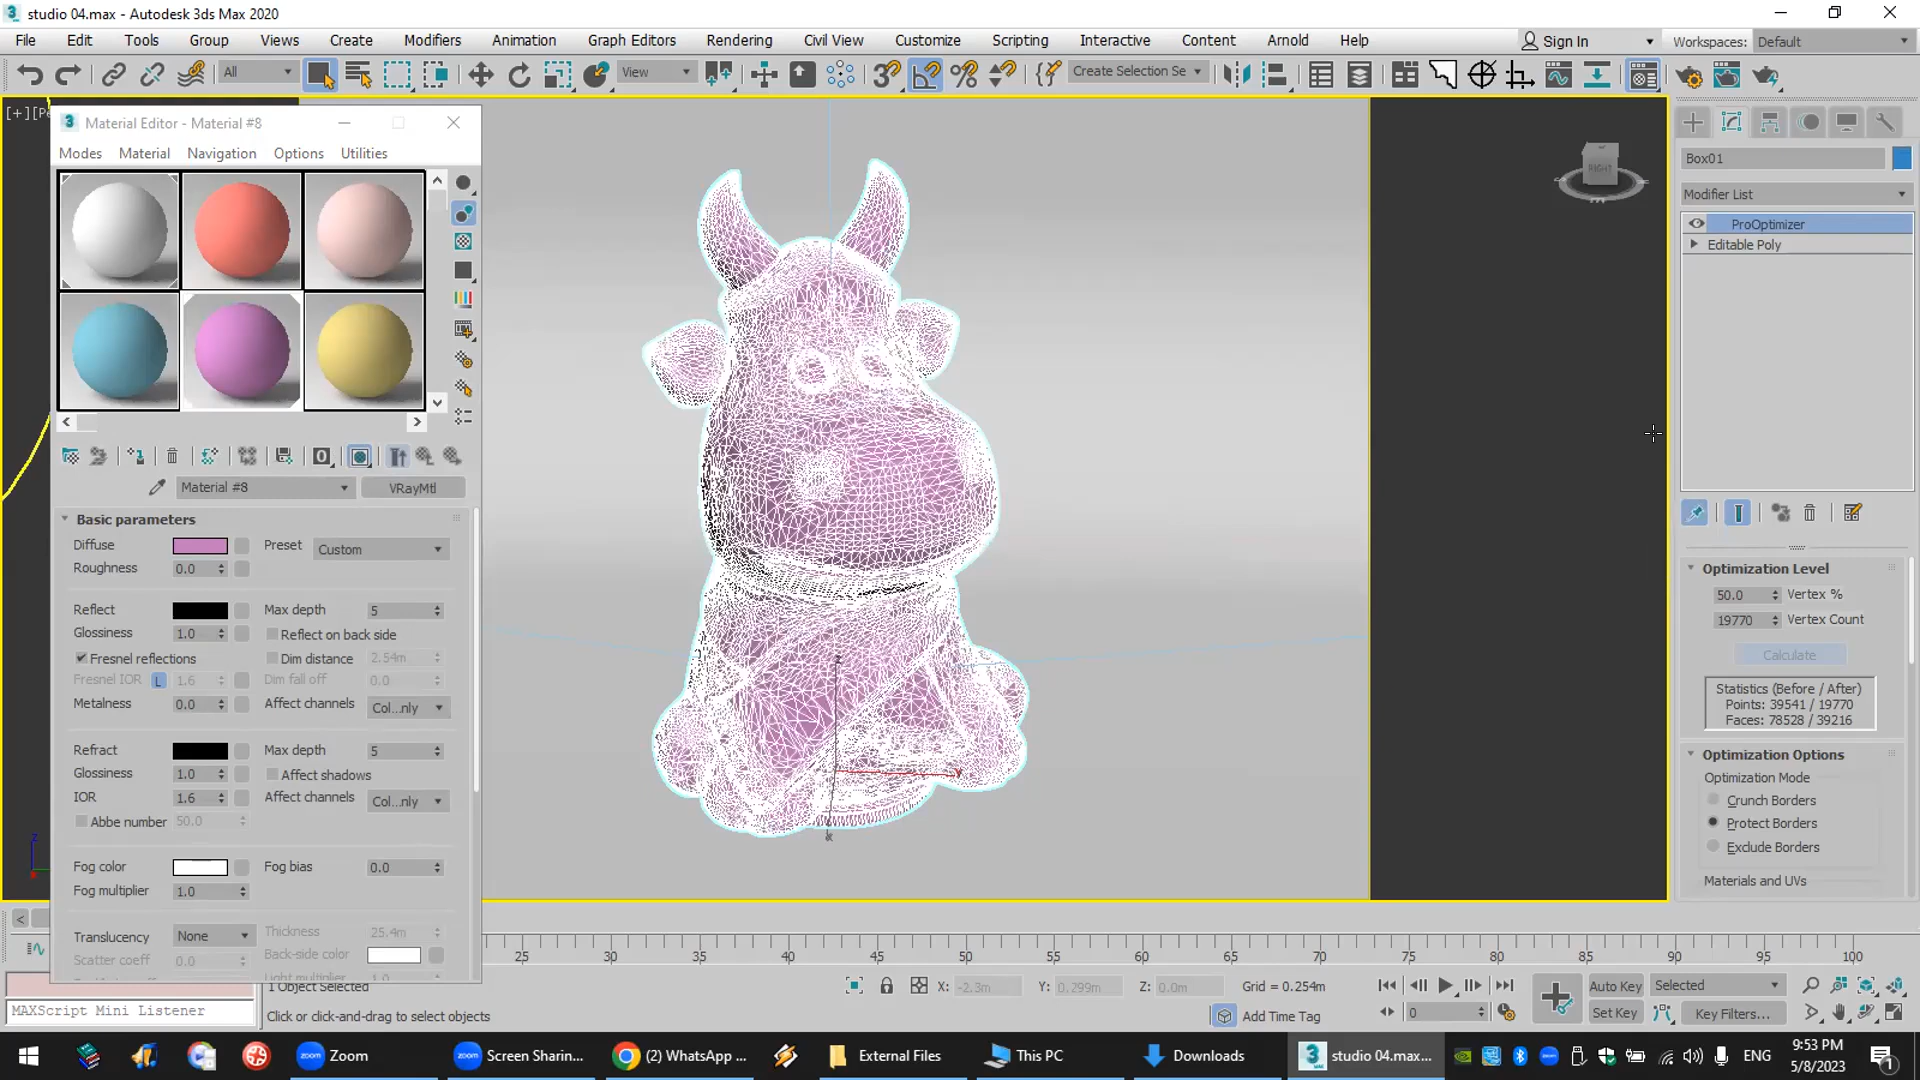 studio 04.max - Autodesk 3ds Max 2020
File Edit Tools Group Views Create Modifiers Animation Graph Editors Rendering Civil View Customize Scripting Interactive Content Arnold Help
Sign In Workspaces: Default
All View Create Selection Se
[+]
Material Editor - Material #8
Modes Material Navigation Options Utilities
Material #8 VRayMtl
Basic parameters
Diffuse Preset Custom
Roughness 0.0
Reflect Max depth 5
Glossiness 1.0 Reflect on back side
Fresnel reflections Dim distance 2.54m
Fresnel IOR L 1.6 Dim fall off 0.0
Metalness 0.0 Affect channels Col...nly
Refract Max depth 5
Glossiness 1.0 Affect shadows
IOR 1.6 Affect channels Col...nly
Abbe number 50.0
Fog color Fog bias 0.0
Fog multiplier 1.0
Translucency None Thickness 25.4m
Scatter coeff 0.0 Back-side color
Light multiplier 1.0
RIGHT
Box01
Modifier List
ProOptimizer
Editable Poly
Optimization Level
50.0 Vertex %
19770 Vertex Count
Calculate
Statistics (Before / After)
Points: 39541 / 19770
Faces: 78528 / 39216
Optimization Options
Optimization Mode
Crunch Borders
Protect Borders
Exclude Borders
Materials and UVs
25 30 35 40 45 50 55 60 65 70 75 80 85 90 95 100
1 Object Selected X: -2.3m Y: 0.299m Z: 0.0m Grid = 0.254m Auto Key Selected
MAXScript Mini Listener Click or click-and-drag to select objects Add Time Tag 0 Set Key Key Filters...
Zoom Screen Sharin... (2) WhatsApp ... External Files This PC Downloads studio 04.max... ENG 9:53 PM
5/8/2023 1